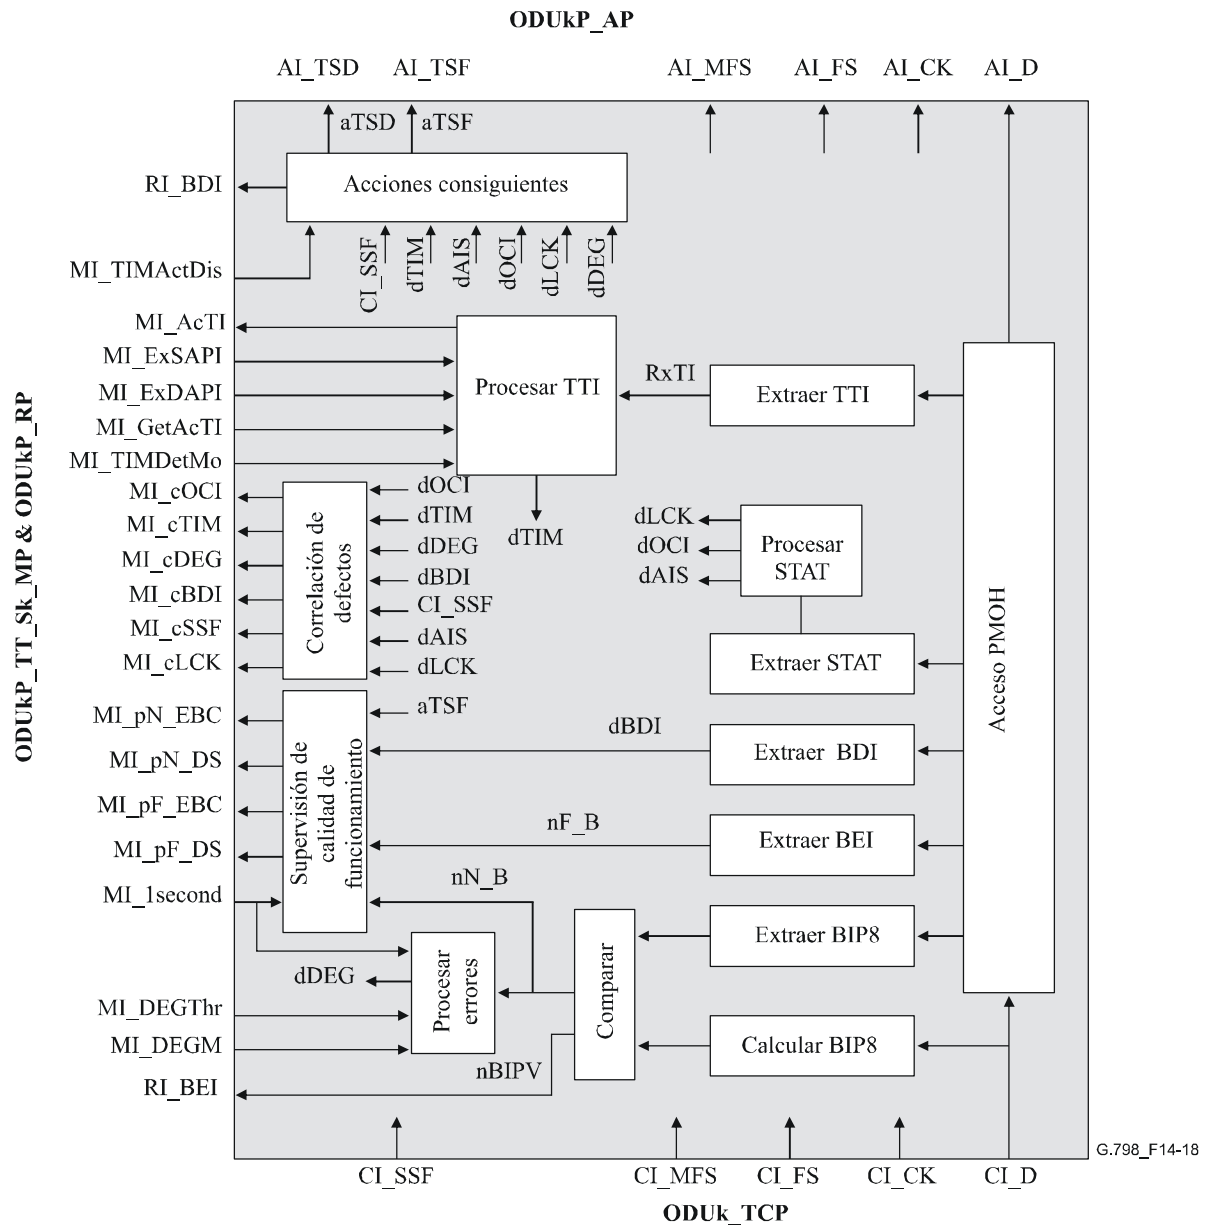 ODUkP_AP
AI_TSD
AI_TSF
AI_MFS
AI_FS
AI_CK
AI_D
aTSD
aTSF
RI_BDI
Acciones consiguientes
MI_TIMActDis
CI_SSF
dTIM
dAIS
dOCI
dLCK
dDEG
MI_AcTI
MI_ExSAPI
MI_ExDAPI
MI_GetAcTI
MI_TIMDetMo
Procesar TTI
RxTI
Extraer TTI
dTIM
ODUkP_TT_Sk_MP & ODUkP_RP
MI_cOCI
MI_cTIM
MI_cDEG
MI_cBDI
MI_cSSF
MI_cLCK
Correlación de
defectos
dOCI
dTIM
dDEG
dBDI
CI_SSF
dAIS
dLCK
dLCK
dOCI
dAIS
Procesar
STAT
Extraer STAT
Acceso PMOH
MI_pN_EBC
MI_pN_DS
MI_pF_EBC
MI_pF_DS
MI_1second
Supervisión de
calidad de
funcionamiento
aTSF
dBDI
Extraer BDI
nF_B
Extraer BEI
nN_B
Extraer BIP8
dDEG
Procesar
errores
Comparar
MI_DEGThr
MI_DEGM
Calcular BIP8
nBIPV
RI_BEI
CI_SSF
CI_MFS
CI_FS
CI_CK
CI_D
G.798_F14-18
ODUk_TCP